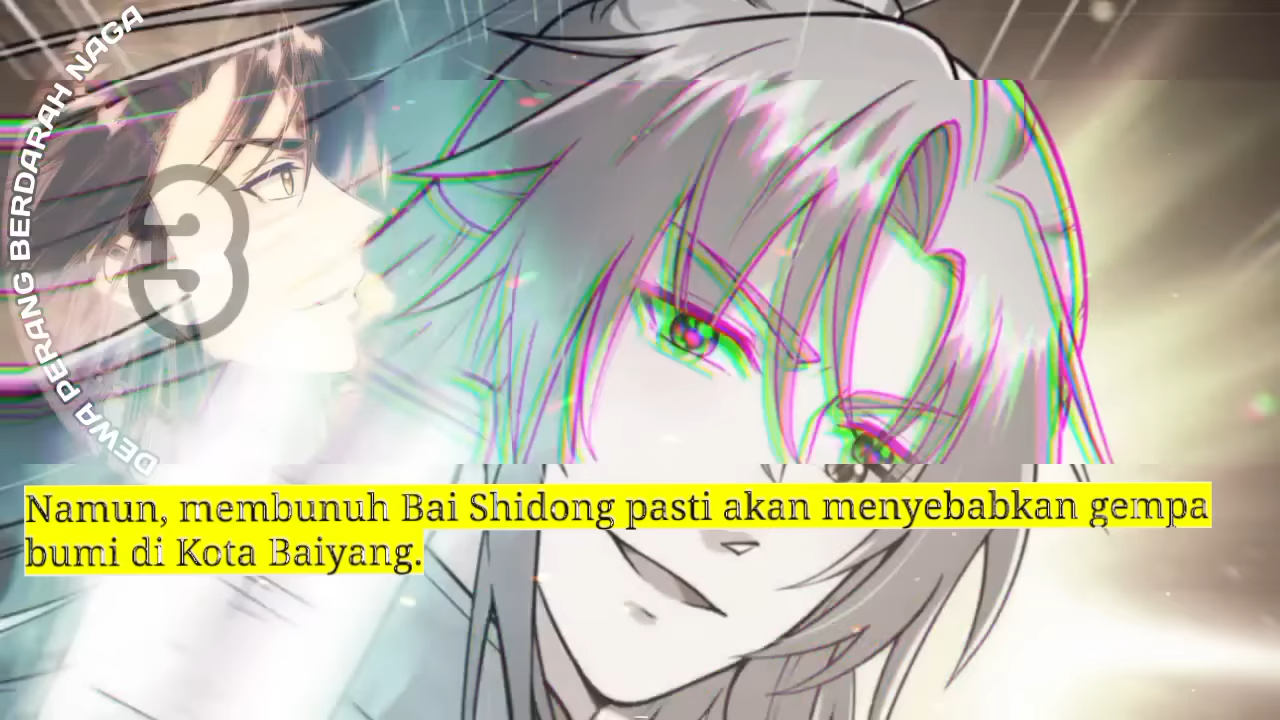 DEWA PERANG BERDARAH NAGA
3
Namun, membunuh Bai Shidong pasti akan menyebabkan gempa
bumi di Kota Baiyang.